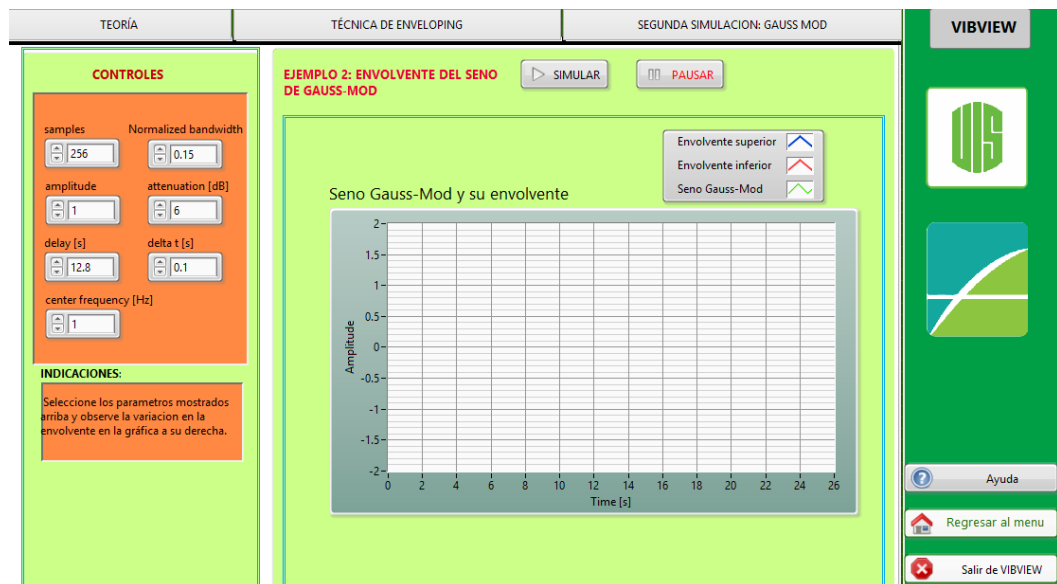 TEORÍA
TÉCNICA DE ENVELOPING
SEGUNDA SIMULACION: GAUSS MOD
VIBVIEW
CONTROLES
samples
Normalized bandwidth
256
0.15
amplitude
attenuation [dB]
1
6
delay [s]
delta t [s]
12.8
0.1
center frequency [Hz]
1
INDICACIONES:
Seleccione los parametros mostrados
arriba y observe la variacion en la
envolvente en la gráfica a su derecha.
EJEMPLO 2: ENVOLVENTE DEL SENO
DE GAUSS-MOD
SIMULAR
PAUSAR
Envolvente superior
Envolvente inferior
Seno Gauss-Mod
Seno Gauss-Mod y su envolvente
Amplitude
2
1.5
1
0.5
0
-0.5
-1
-1.5
-2
0 2 4 6 8 10 12 14 16 18 20 22 24 26
Time [s]
UIS
Ayuda
Regresar al menu
Salir de VIBVIEW